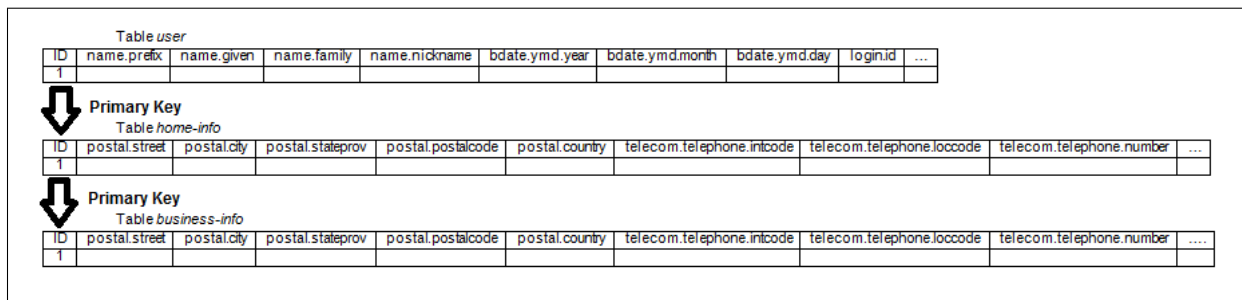 Table user
ID name.prefix name.given name.family name.nickname bdate.ymd.year bdate.ymd.month bdate.ymd.day login.id ...
1
Primary Key
Table home-info
ID postal.street postal.city postal.stateprov postal.postalcode postal.country telecom.telephone.intcode telecom.telephone.loccode telecom.telephone.number ...
1
Primary Key
Table business-info
ID postal.street postal.city postal.stateprov postal.postalcode postal.country telecom.telephone.intcode telecom.telephone.loccode telecom.telephone.number ....
1